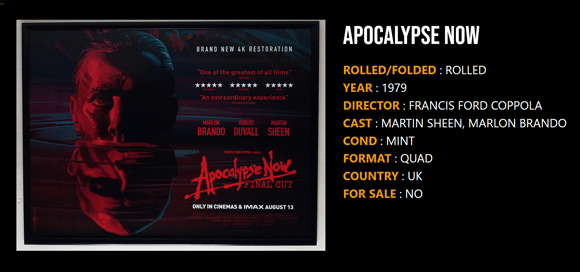 BRAND NEW 4K RESTORATION
"One of the greatest of all films"
★★★★★ ★★★★★ ★★★★★
"An extraordinary experience"
MARLON BRANDO
ROBERT DUVALL
MARTIN SHEEN
Apocalypse Now
FINAL CUT
ONLY IN CINEMAS & IMAX AUGUST 13
APOCALYPSE NOW
ROLLED/FOLDED : ROLLED
YEAR : 1979
DIRECTOR : FRANCIS FORD COPPOLA
CAST : MARTIN SHEEN, MARLON BRANDO
COND : MINT
FORMAT : QUAD
COUNTRY : UK
FOR SALE : NO